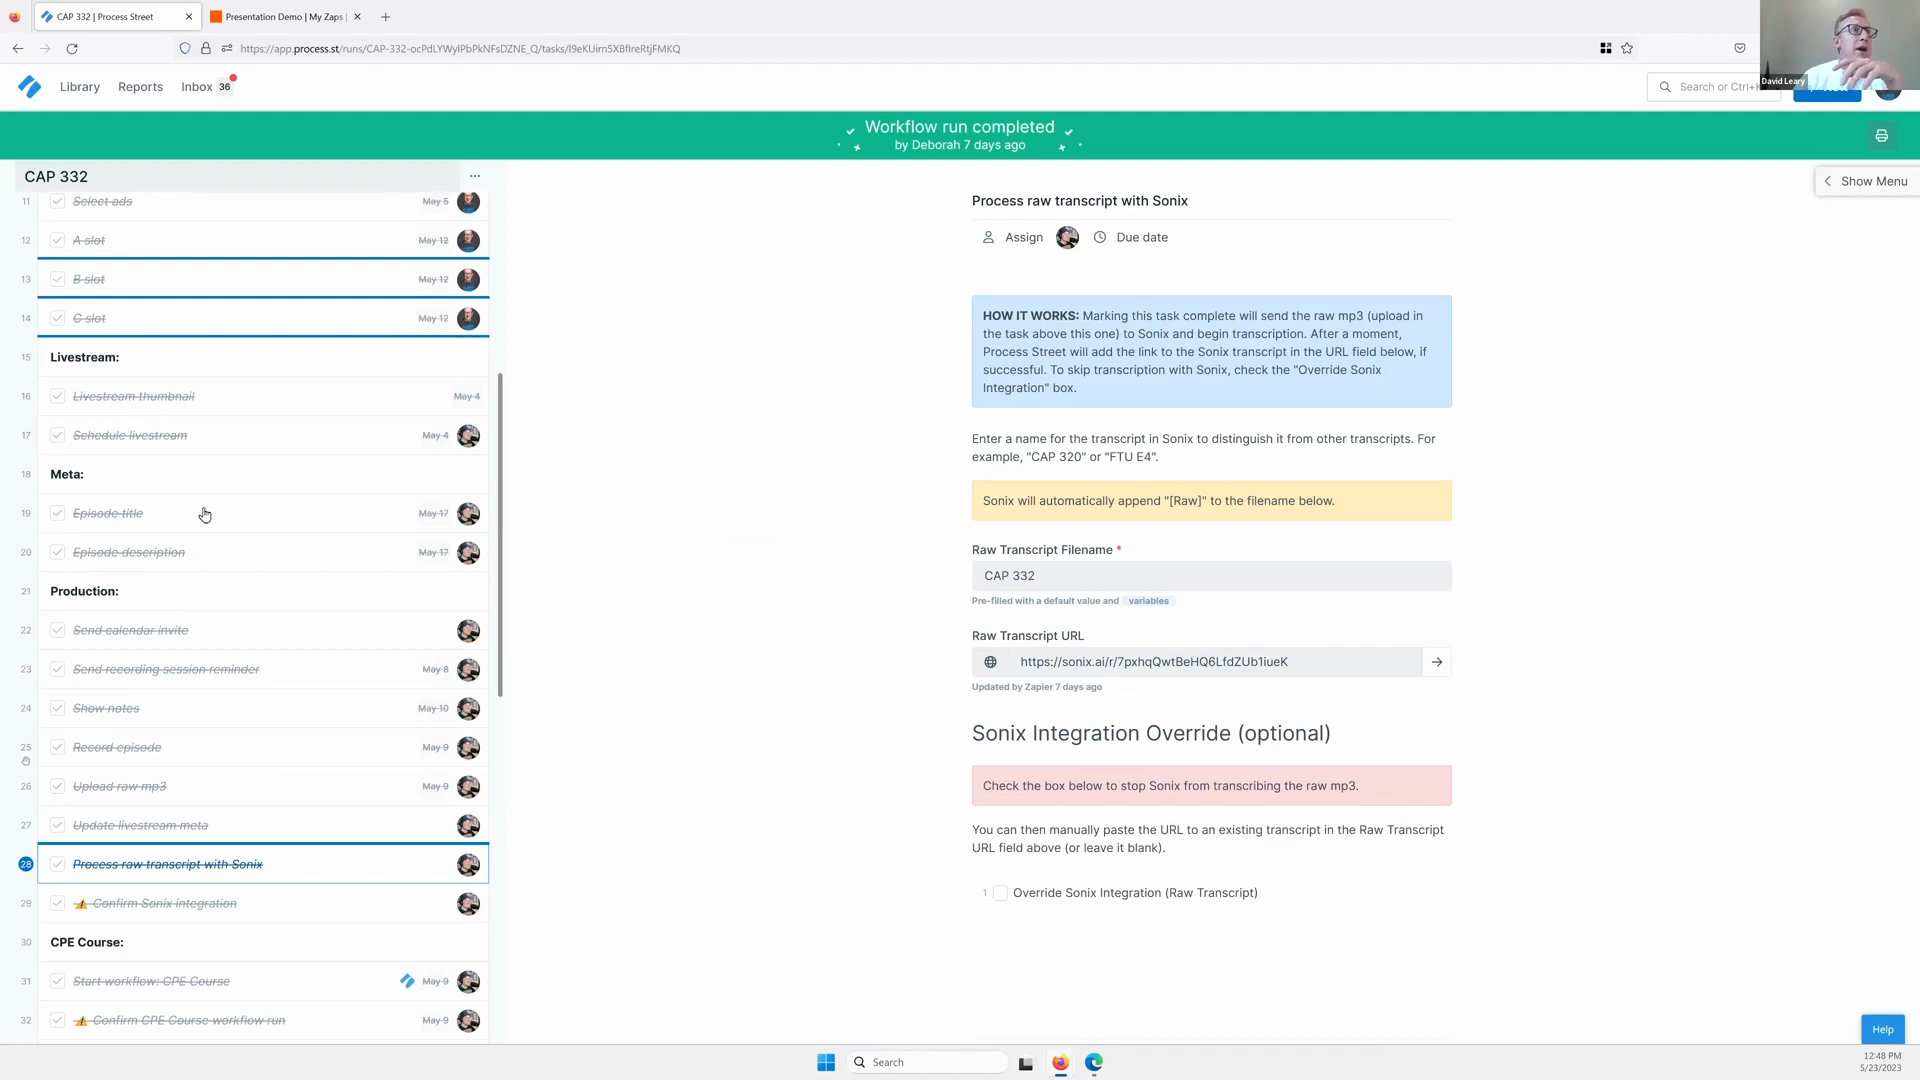 CAP 332 | Process Street
Presentation Demo | My Zaps |
https://app.process.st/runs/CAP-332-ocPdLYWylPbPkNFsDZNE_Q/tasks/l9eKUirn5XBfIreRtjFMKQ
Library
Reports
Inbox 36
Search or Ctrl+
David Leary
Workflow run completed
by Deborah 7 days ago
CAP 332
Show Menu
11 Select ads May 5
12 A slot May 12
13 B slot May 12
14 C slot May 12
15 Livestream:
16 Livestream thumbnail May 4
17 Schedule livestream May 4
18 Meta:
19 Episode title May 17
20 Episode description May 17
21 Production:
22 Send calendar invite
23 Send recording session reminder May 8
24 Show notes May 10
25 Record episode May 9
26 Upload raw mp3 May 9
27 Update livestream meta
28 Process raw transcript with Sonix
29 ⚠️ Confirm Sonix integration
30 CPE Course:
31 Start workflow: CPE Course May 9
32 ⚠️ Confirm CPE Course workflow run May 9
Process raw transcript with Sonix
Assign
Due date
HOW IT WORKS: Marking this task complete will send the raw mp3 (upload in
the task above this one) to Sonix and begin transcription. After a moment,
Process Street will add the link to the Sonix transcript in the URL field below, if
successful. To skip transcription with Sonix, check the "Override Sonix
Integration" box.
Enter a name for the transcript in Sonix to distinguish it from other transcripts. For
example, "CAP 320" or "FTU E4".
Sonix will automatically append "[Raw]" to the filename below.
Raw Transcript Filename *
CAP 332
Pre-filled with a default value and variables
Raw Transcript URL
https://sonix.ai/r/7pxhqQwtBeHQ6LfdZUb1iueK
Updated by Zapier 7 days ago
Sonix Integration Override (optional)
Check the box below to stop Sonix from transcribing the raw mp3.
You can then manually paste the URL to an existing transcript in the Raw Transcript
URL field above (or leave it blank).
1 Override Sonix Integration (Raw Transcript)
Help
Search
12:48 PM
5/23/2023